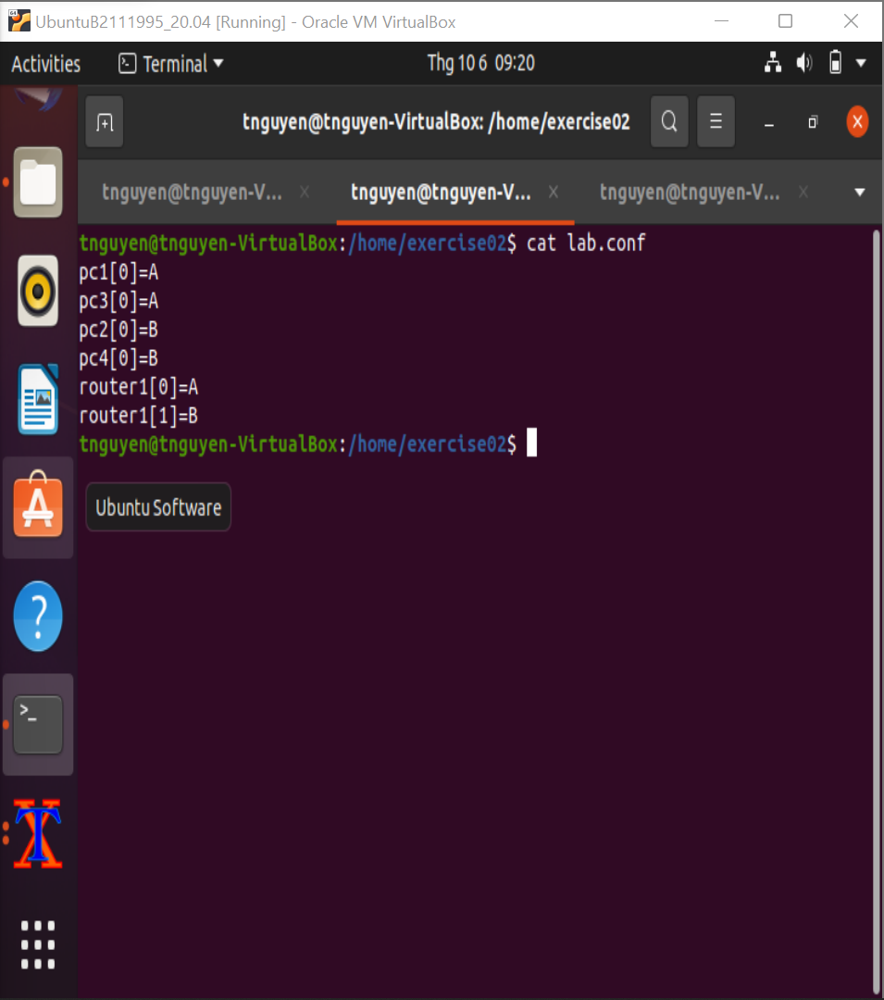 UbuntuB2111995_20.04 [Running] - Oracle VM VirtualBox
Activities Terminal Thg 10 6 09:20
tnguyen@tnguyen-VirtualBox: /home/exercise02
tnguyen@tnguyen-V... tnguyen@tnguyen-V... tnguyen@tnguyen-V...
tnguyen@tnguyen-VirtualBox:/home/exercise02$ cat lab.conf
pc1[0]=A
pc3[0]=A
pc2[0]=B
pc4[0]=B
router1[0]=A
router1[1]=B
tnguyen@tnguyen-VirtualBox:/home/exercise02$
Ubuntu Software